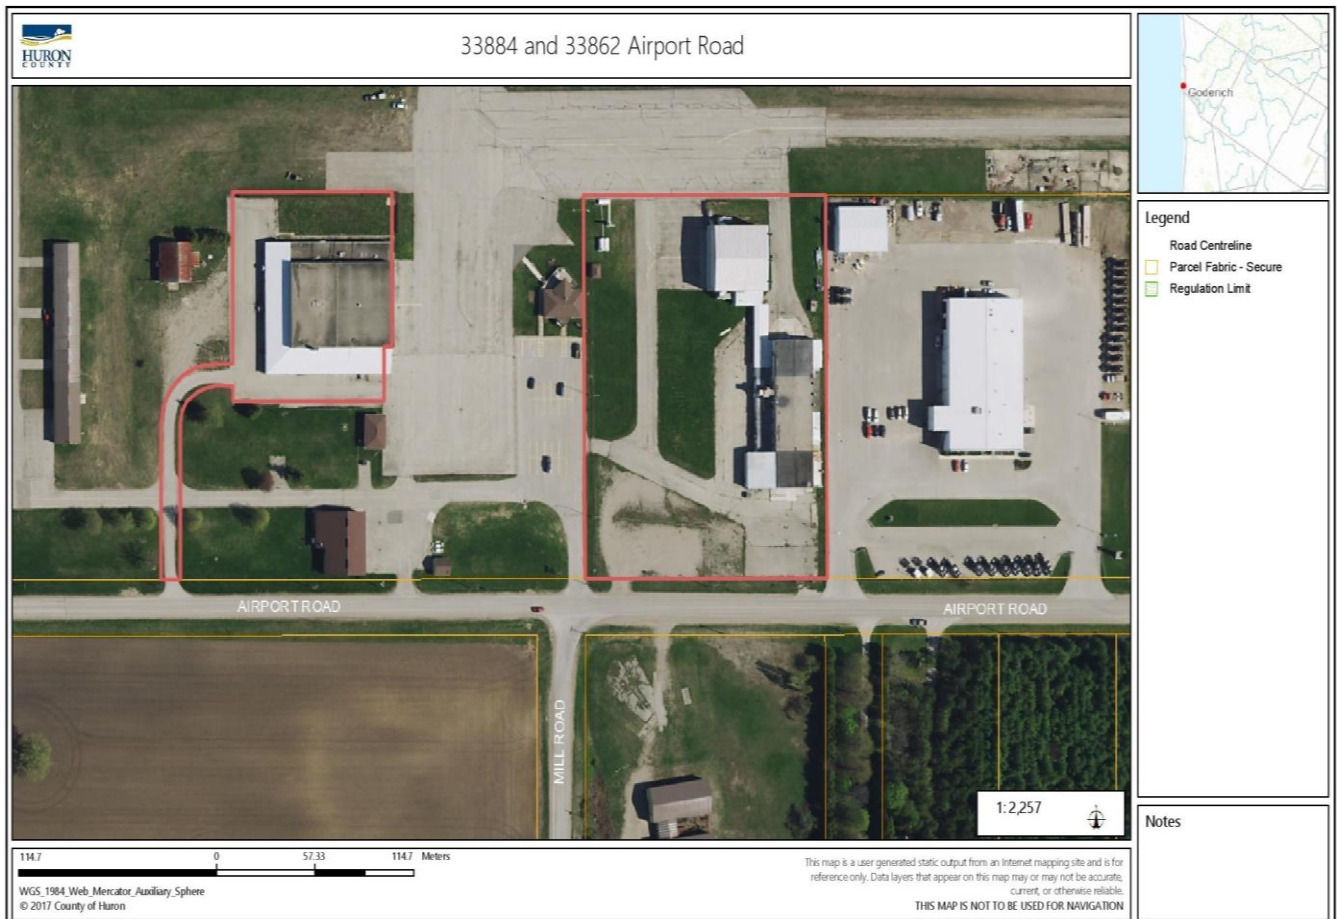 HURON
COUNTY
33884 and 33862 Airport Road
Goderich
Legend
Road Centreline
Parcel Fabric - Secure
Regulation Limit
AIRPORT ROAD
AIRPORT ROAD
MILL ROAD
1: 2,257
Notes
114.7 0 57.33 114.7 Meters
WGS_1984_Web_Mercator_Auxiliary_Sphere
© 2017 County of Huron
This map is a user generated static output from an Internet mapping site and is for
reference only. Data layers that appear on this map may or may not be accurate,
current, or otherwise reliable.
THIS MAP IS NOT TO BE USED FOR NAVIGATION